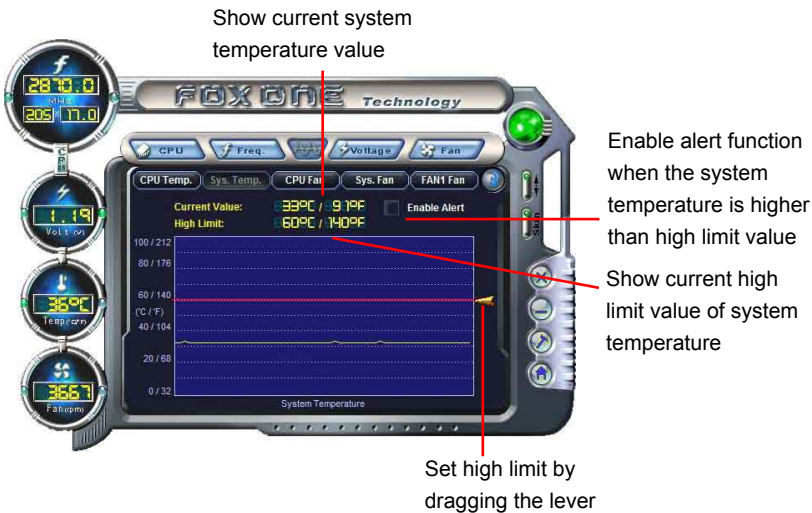 Show current system
temperature value
2870.0
MHz
205 * 17.0
FOX ONE Technology
CPU
Freq.
Voltage
Fan
CPU
CPU Temp.
Sys. Temp.
CPU Fan
Sys. Fan
FAN1 Fan
?
Current Value: 33ºC / 91ºF
Enable Alert
High Limit: 60ºC / 140ºF
1.19
Volt (V)
Skin
100 / 212
80 / 176
60 / 140
(ºC / ºF)
40 / 104
20 / 68
0 / 32
System Temperature
36ºC
3667
Fan(rpm)
Enable alert function
when the system
temperature is higher
than high limit value
Show current high
limit value of system
temperature
Set high limit by
dragging the lever